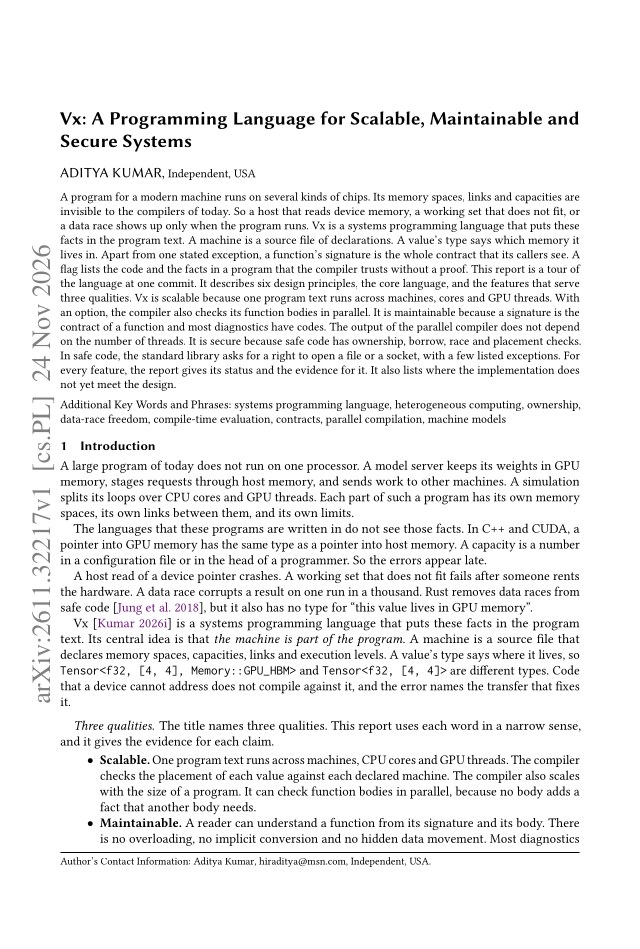 Vx: A Programming Language for Scalable, Maintainable and
Secure Systems
ADITYA KUMAR, Independent, USA
A program for a modern machine runs on several kinds of chips. Its memory spaces, links and capacities are
invisible to the compilers of today. So a host that reads device memory, a working set that does not fit, or
a data race shows up only when the program runs. Vx is a systems programming language that puts these
facts in the program text. A machine is a source file of declarations. A value's type says which memory it
lives in. Apart from one stated exception, a function's signature is the whole contract that its callers see. A
flag lists the code and the facts in a program that the compiler trusts without a proof. This report is a tour of
the language at one commit. It describes six design principles, the core language, and the features that serve
three qualities. Vx is scalable because one program text runs across machines, cores and GPU threads. With
an option, the compiler also checks its function bodies in parallel. It is maintainable because a signature is the
contract of a function and most diagnostics have codes. The output of the parallel compiler does not depend
on the number of threads. It is secure because safe code has ownership, borrow, race and placement checks.
In safe code, the standard library asks for a right to open a file or a socket, with a few listed exceptions. For
every feature, the report gives its status and the evidence for it. It also lists where the implementation does
not yet meet the design.
Additional Key Words and Phrases: systems programming language, heterogeneous computing, ownership,
data-race freedom, compile-time evaluation, contracts, parallel compilation, machine models
1 Introduction
A large program of today does not run on one processor. A model server keeps its weights in GPU
memory, stages requests through host memory, and sends work to other machines. A simulation
splits its loops over CPU cores and GPU threads. Each part of such a program has its own memory
spaces, its own links between them, and its own limits.
The languages that these programs are written in do not see those facts. In C++ and CUDA, a
pointer into GPU memory has the same type as a pointer into host memory. A capacity is a number
in a configuration file or in the head of a programmer. So the errors appear late.
A host read of a device pointer crashes. A working set that does not fit fails after someone rents
the hardware. A data race corrupts a result on one run in a thousand. Rust removes data races from
safe code [Jung et al. 2018], but it also has no type for “this value lives in GPU memory”.
Vx [Kumar 2026i] is a systems programming language that puts these facts in the program
text. Its central idea is that the machine is part of the program. A machine is a source file that
declares memory spaces, capacities, links and execution levels. A value's type says where it lives, so
Tensor<f32, [4, 4], Memory::GPU_HBM> and Tensor<f32, [4, 4]> are different types. Code
that a device cannot address does not compile against it, and the error names the transfer that fixes
it.
Three qualities. The title names three qualities. This report uses each word in a narrow sense,
and it gives the evidence for each claim.
• Scalable. One program text runs across machines, CPU cores and GPU threads. The compiler
checks the placement of each value against each declared machine. The compiler also scales
with the size of a program. It can check function bodies in parallel, because no body adds a
fact that another body needs.
• Maintainable. A reader can understand a function from its signature and its body. There
is no overloading, no implicit conversion and no hidden data movement. Most diagnostics
Author's Contact Information: Aditya Kumar, hiraditya@msn.com, Independent, USA.
arXiv:2611.32217v1 [cs.PL] 24 Nov 2026